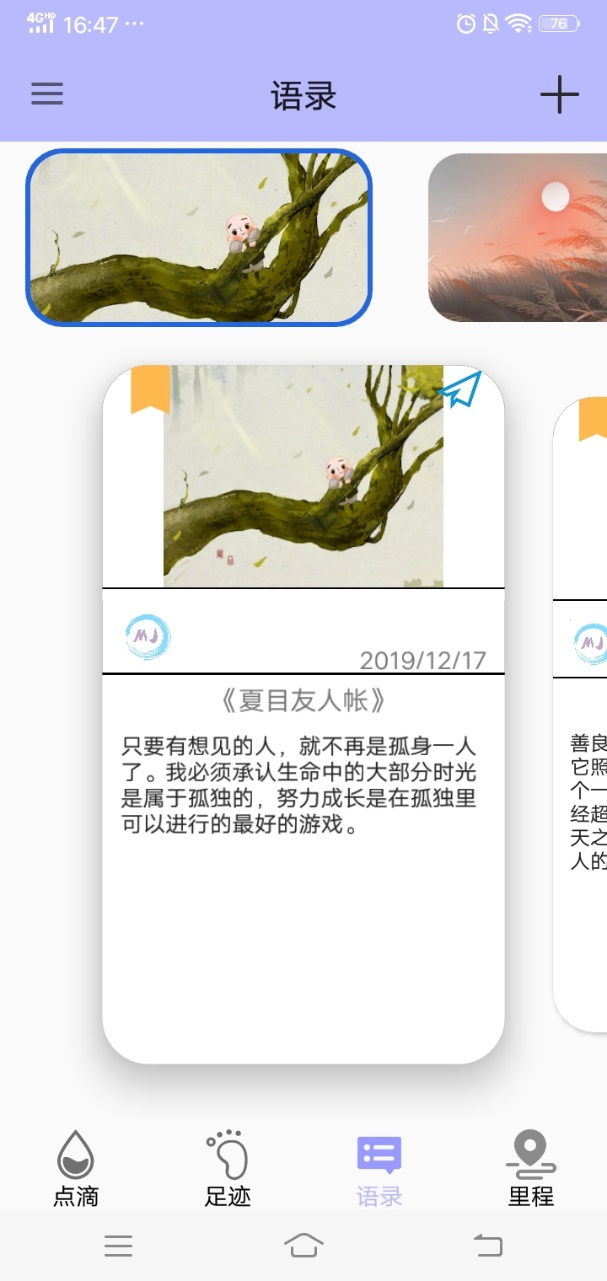 4GHD 16:47 ···
76
语录
MJ
2019/12/17
《夏目友人帐》
只要有想见的人，就不再是孤身一人
了。我必须承认生命中的大部分时光
是属于孤独的，努力成长是在孤独里
可以进行的最好的游戏。
善良
它照
个一
经超
天之
人的
点滴
足迹
语录
里程